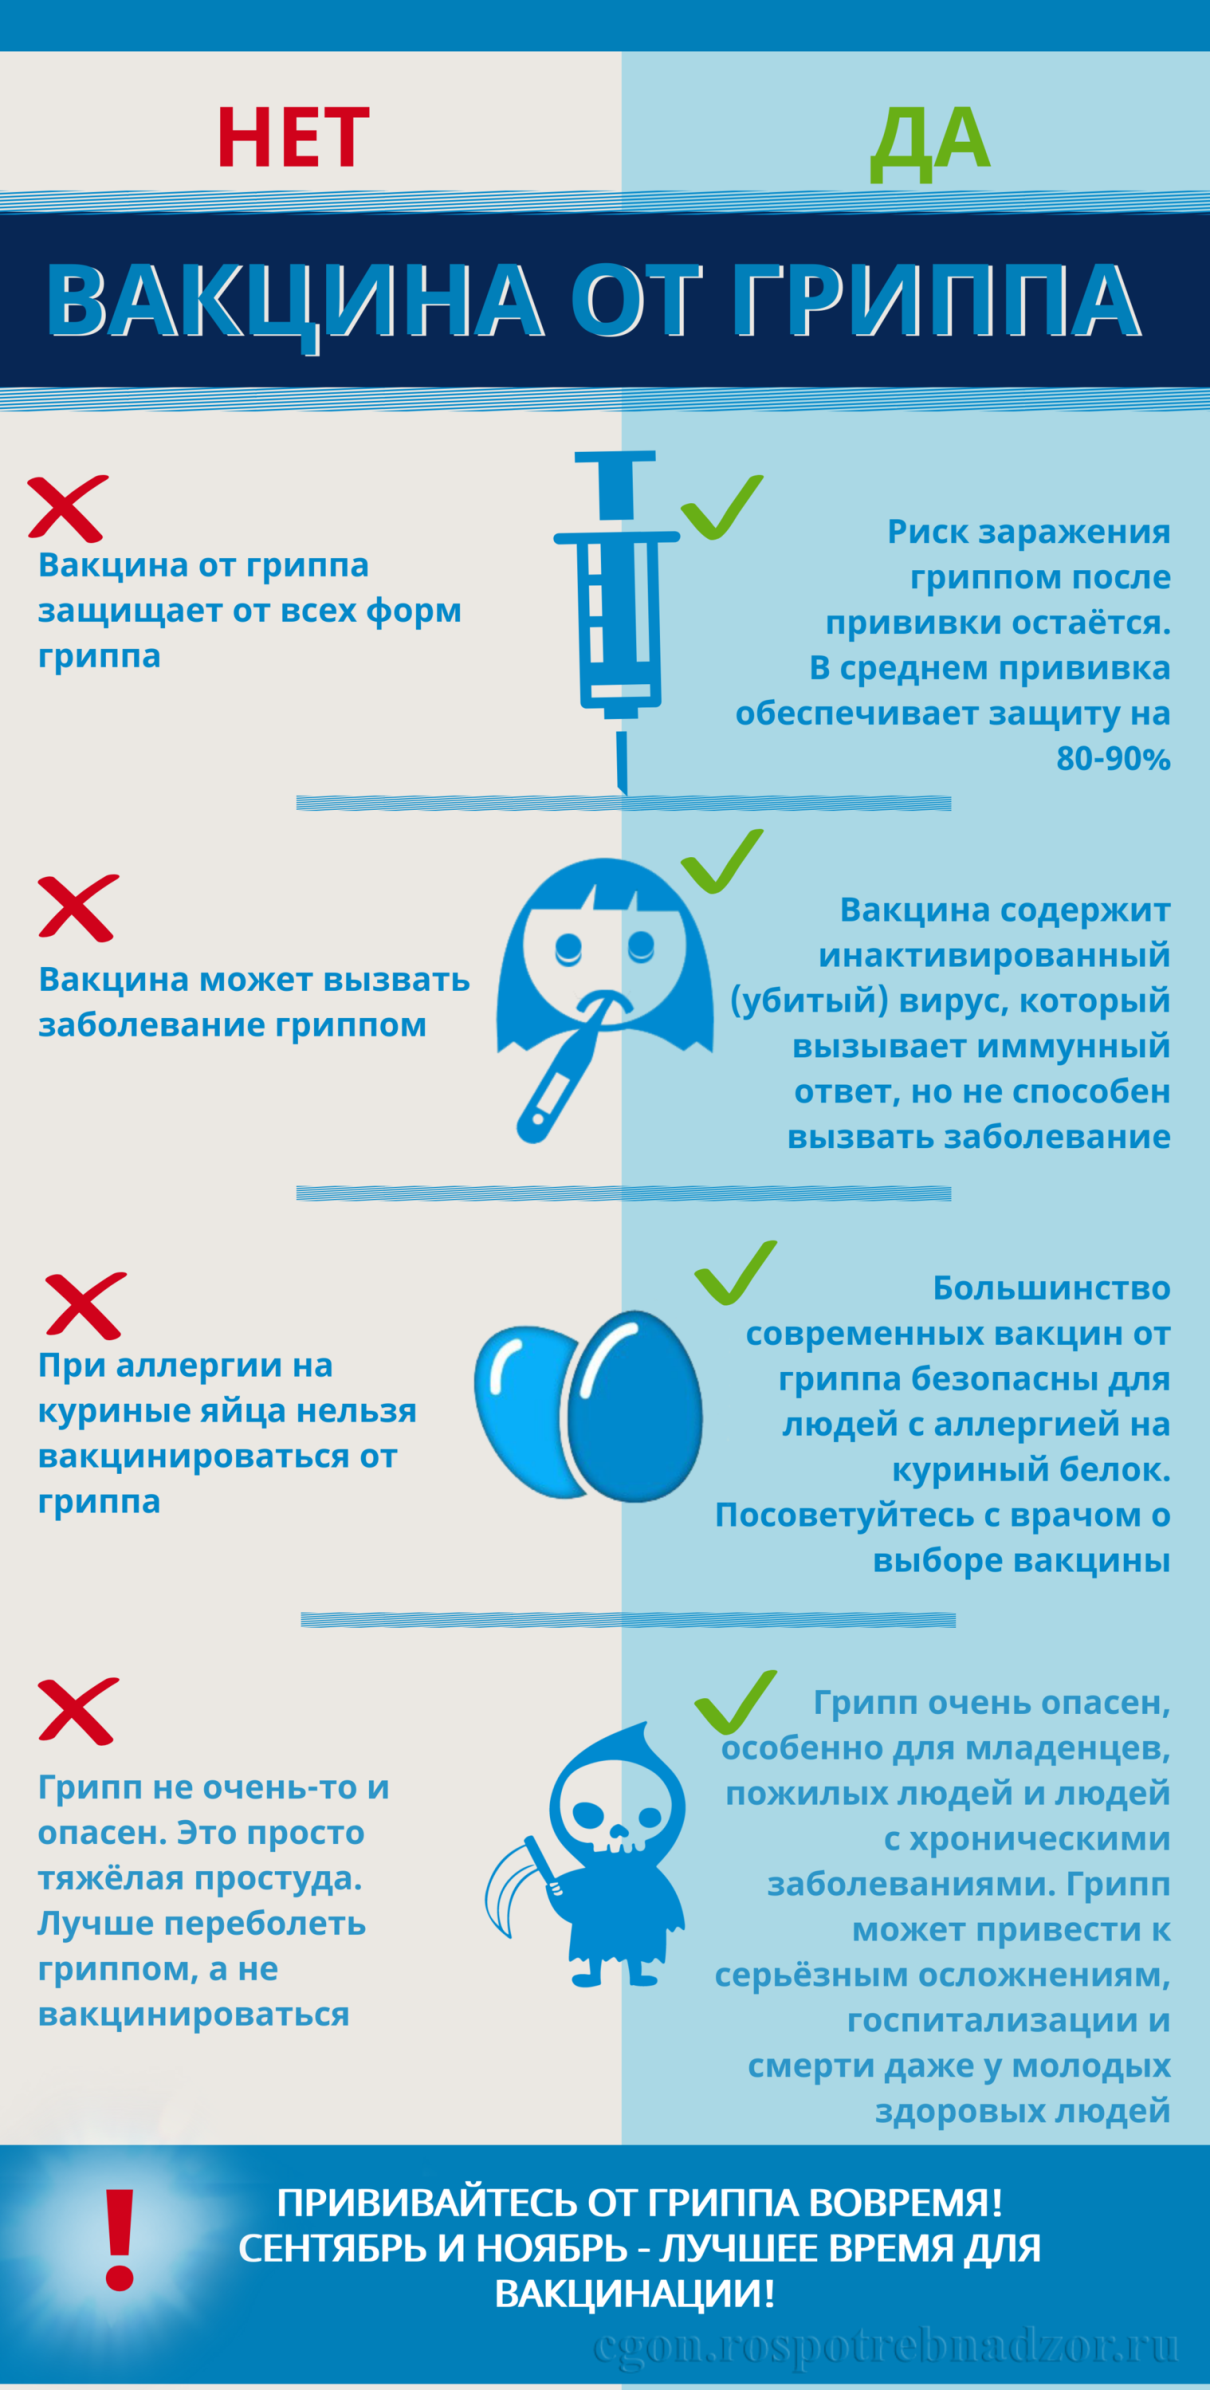 НЕТ
ДА
ВАКЦИНА ОТ ГРИППА
Вакцина от гриппа
защищает от всех форм
гриппа
Риск заражения
гриппом после
прививки остаётся.
В среднем прививка
обеспечивает защиту на
80-90%
Вакцина может вызвать
заболевание гриппом
Вакцина содержит
инактивированный
(убитый) вирус, который
вызывает иммунный
ответ, но не способен
вызвать заболевание
При аллергии на
куриные яйца нельзя
вакцинироваться от
гриппа
Большинство
современных вакцин от
гриппа безопасны для
людей с аллергией на
куриный белок.
Посоветуйтесь с врачом о
выборе вакцины
Грипп не очень-то и
опасен. Это просто
тяжёлая простуда.
Лучше переболеть
гриппом, а не
вакцинироваться
Грипп очень опасен,
особенно для младенцев,
пожилых людей и людей
с хроническими
заболеваниями. Грипп
может привести к
серьёзным осложнениям,
госпитализации и
смерти даже у молодых
здоровых людей
!
ПРИВИВАЙТЕСЬ ОТ ГРИППА ВОВРЕМЯ!
СЕНТЯБРЬ И НОЯБРЬ - ЛУЧШЕЕ ВРЕМЯ ДЛЯ
ВАКЦИНАЦИИ!
cgon.rospotrebnadzor.ru